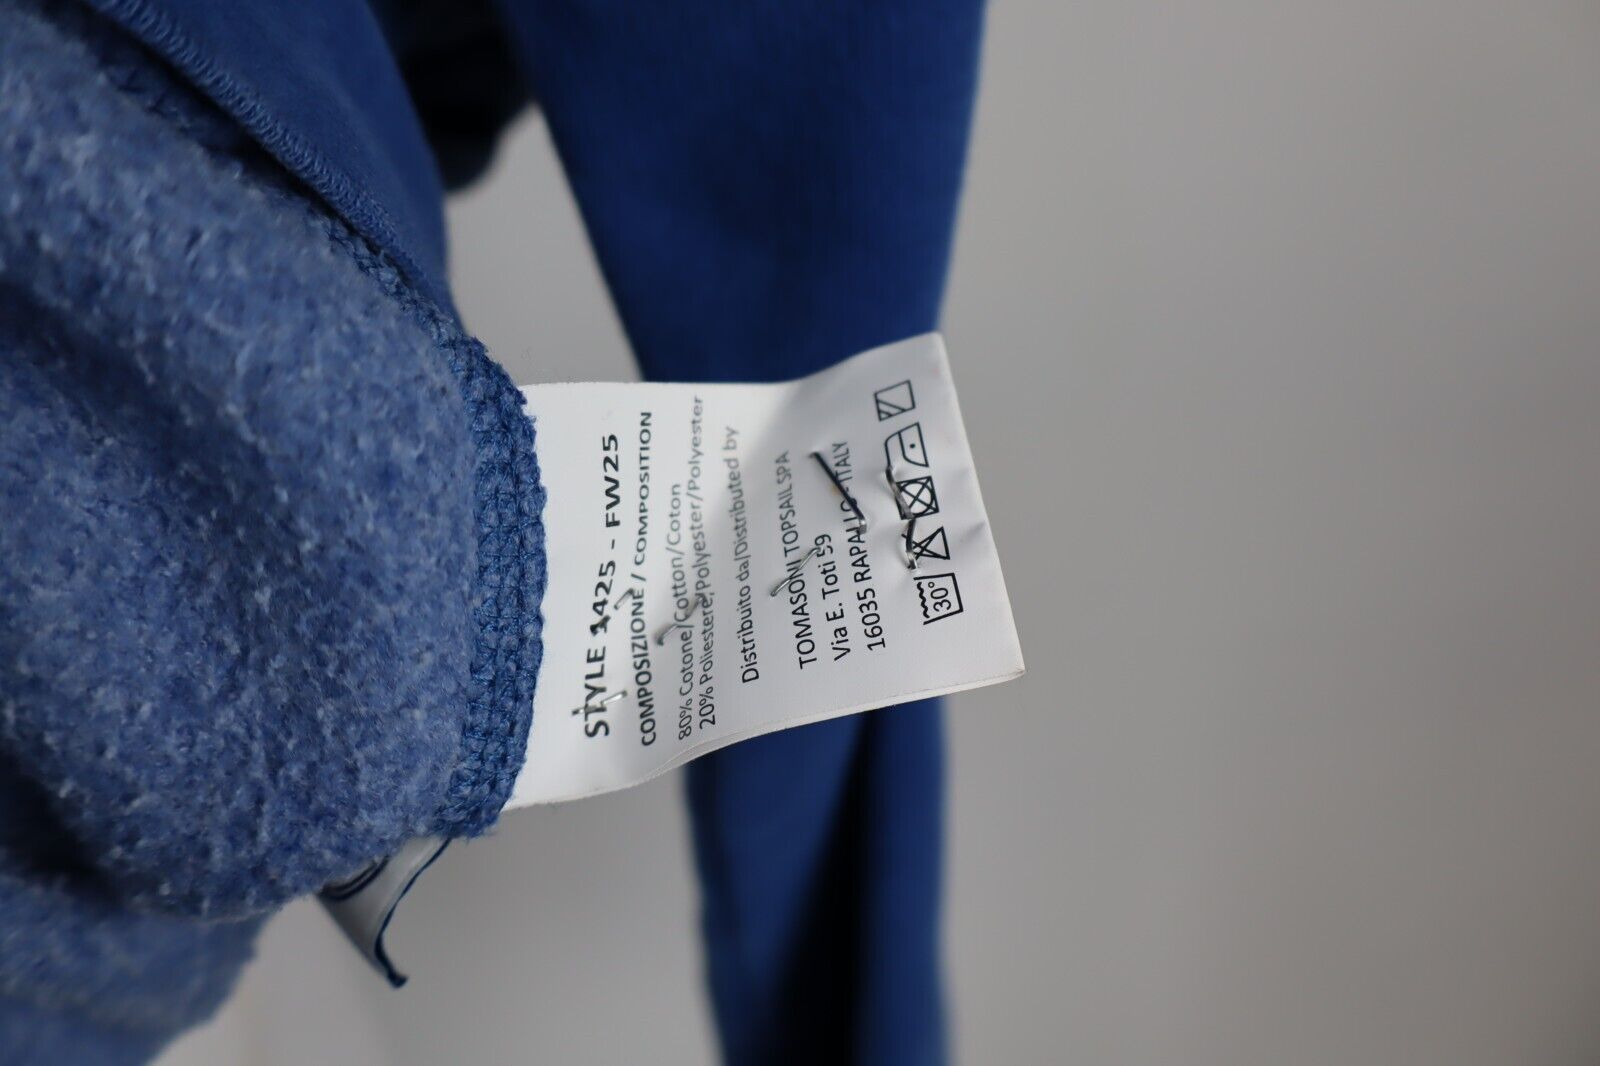 STYLE 1425 - FW25
COMPOSIZIONE / COMPOSITION
80% Cotone/Cotton/Coton
20% Poliestere/Polyester/Polyester
Distribuito da/Distributed by
TOMASONI TOPSAIL SPA
Via E. Toti 59
16035 RAPALLO - ITALY
30°